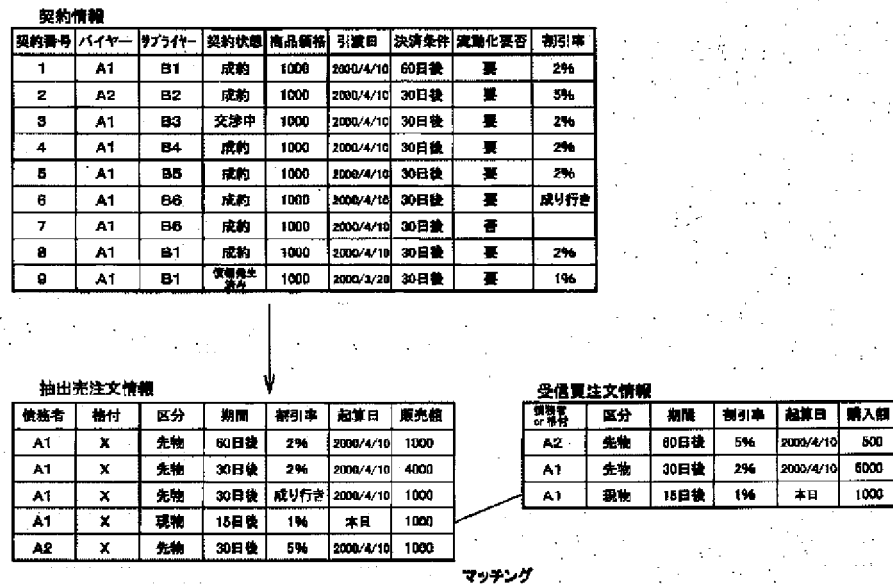 契約情報
契約番号 バイヤー サプライヤー 契約状態 商品価格 引渡日 決済条件 流動化要否 割引率
1 A1 B1 成約 1000 2000/4/10 60日後 要 2%
2 A2 B2 成約 1000 2000/4/10 30日後 要 5%
3 A1 B3 交渉中 1000 2000/4/10 30日後 要 2%
4 A1 B4 成約 1000 2000/4/10 30日後 要 2%
5 A1 B5 成約 1000 2000/4/10 30日後 要 2%
6 A1 B6 成約 1000 2000/4/10 30日後 要 成り行き
7 A1 B6 成約 1000 2000/4/10 30日後 否
8 A1 B1 成約 1000 2000/4/10 30日後 要 2%
9 A1 B1 債権発生済み 1000 2000/3/20 30日後 要 1%
抽出売注文情報
債務者 格付 区分 期間 割引率 起算日 販売額
A1 X 先物 60日後 2% 2000/4/10 1000
A1 X 先物 30日後 2% 2000/4/10 4000
A1 X 先物 30日後 成り行き 2000/4/10 1000
A1 X 現物 15日後 1% 本日 1000
A2 X 先物 30日後 5% 2000/4/10 1000
受信買注文情報
債務者or格付 区分 期間 割引率 起算日 購入額
A2 先物 60日後 5% 2000/4/10 500
A1 先物 30日後 2% 2000/4/10 5000
A1 現物 15日後 1% 本日 1000
マッチング